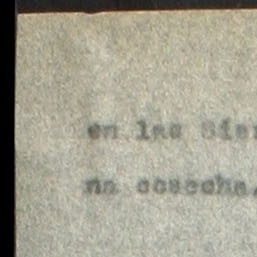 en las Sier
na cosecha,